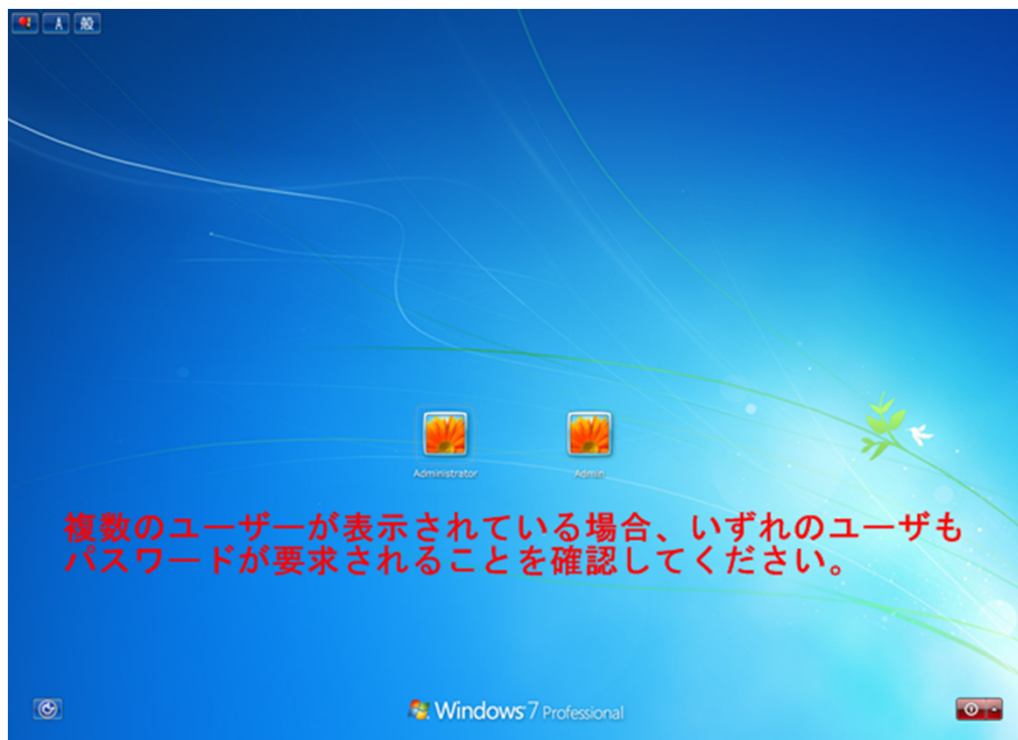 A 般
Administrator Admin
複数のユーザーが表示されている場合、いずれのユーザも
パスワードが要求されることを確認してください。
Windows 7 Professional